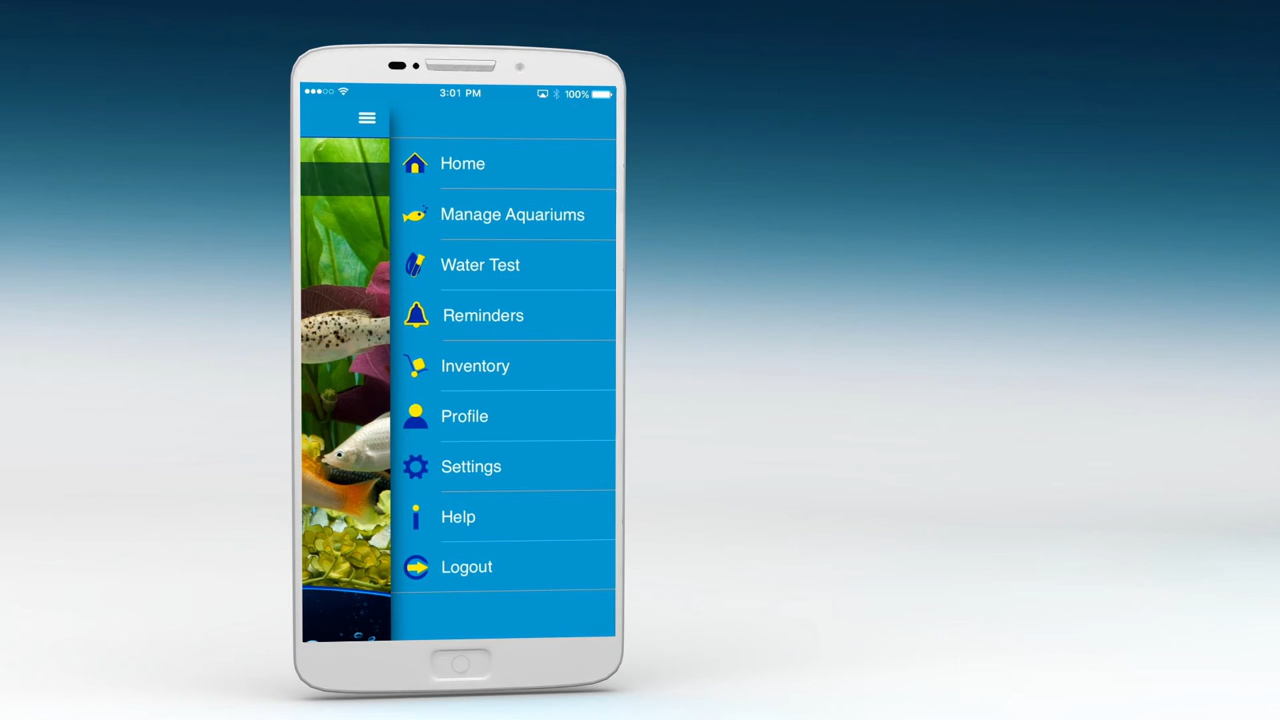 3:01 PM
100%
Home
Manage Aquariums
Water Test
Reminders
Inventory
Profile
Settings
Help
Logout